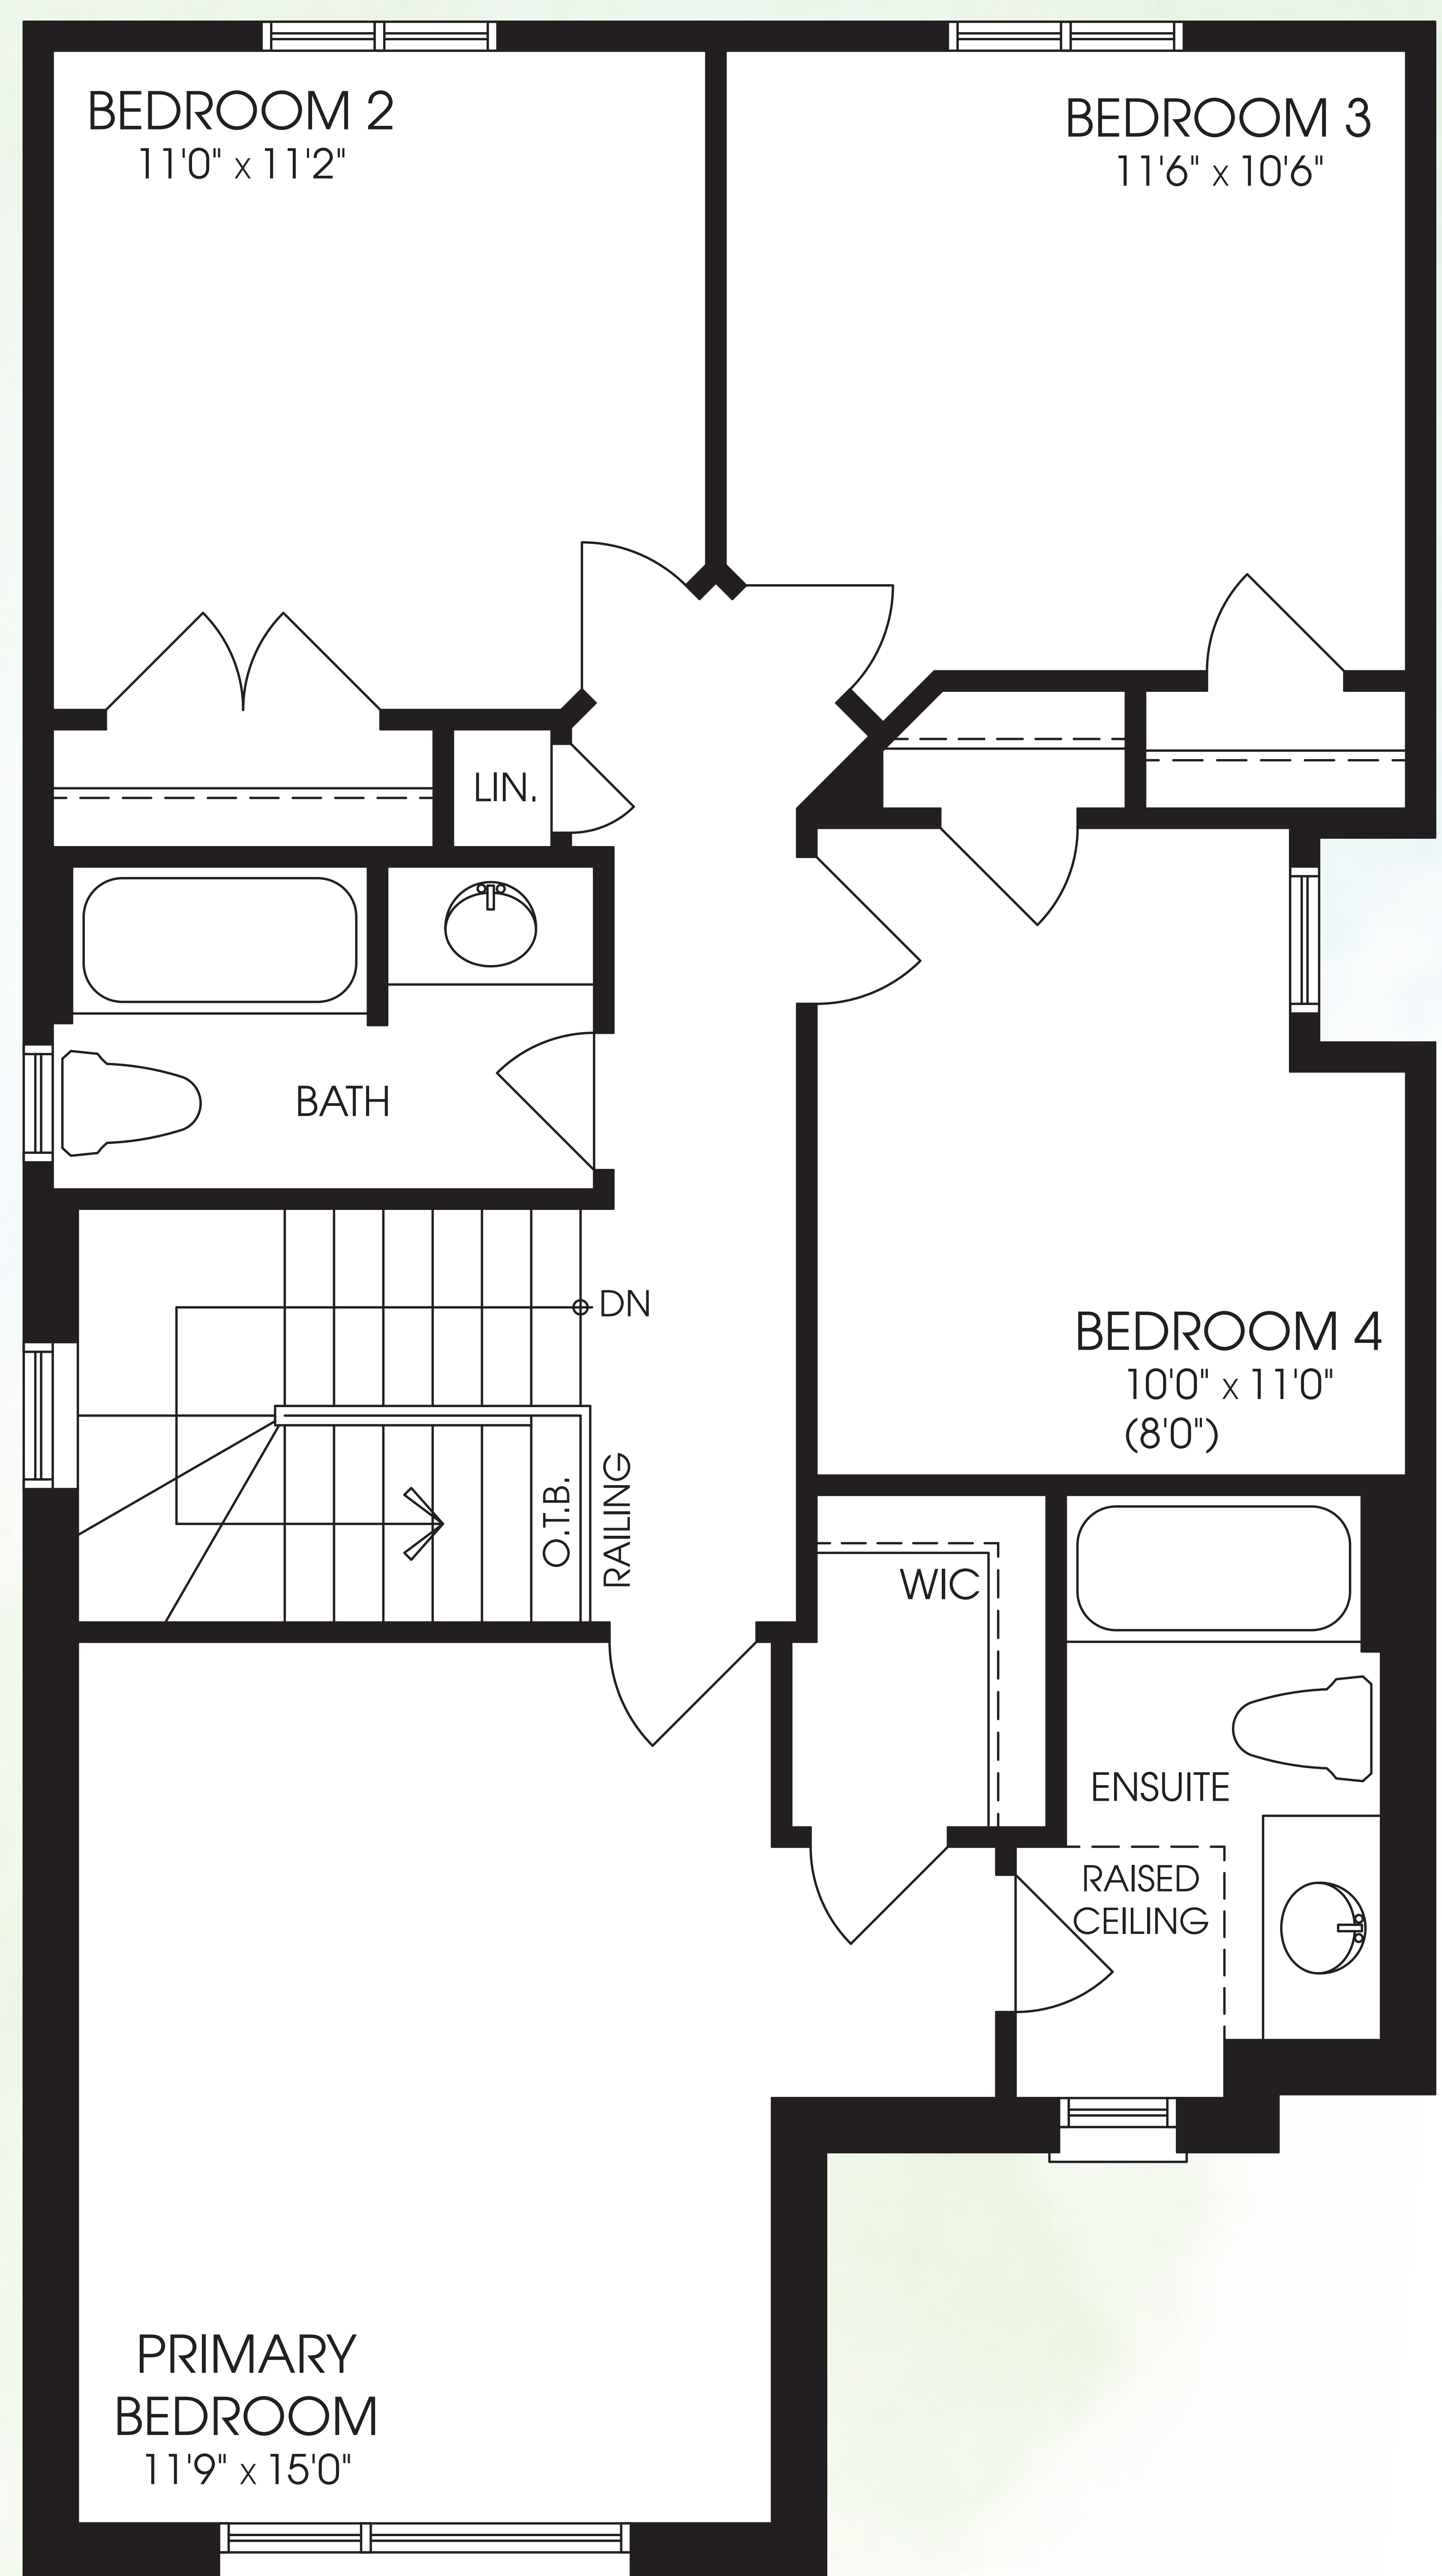 BEDROOM 2
11'0" x 11'2"
BEDROOM 3
11'6" x 10'6"
LIN.
BATH
DN
BEDROOM 4
10'0" x 11'0"
(8'0")
O.T.B.
RAILING
WIC
ENSUITE
RAISED
CEILING
PRIMARY
BEDROOM
11'9" x 15'0"